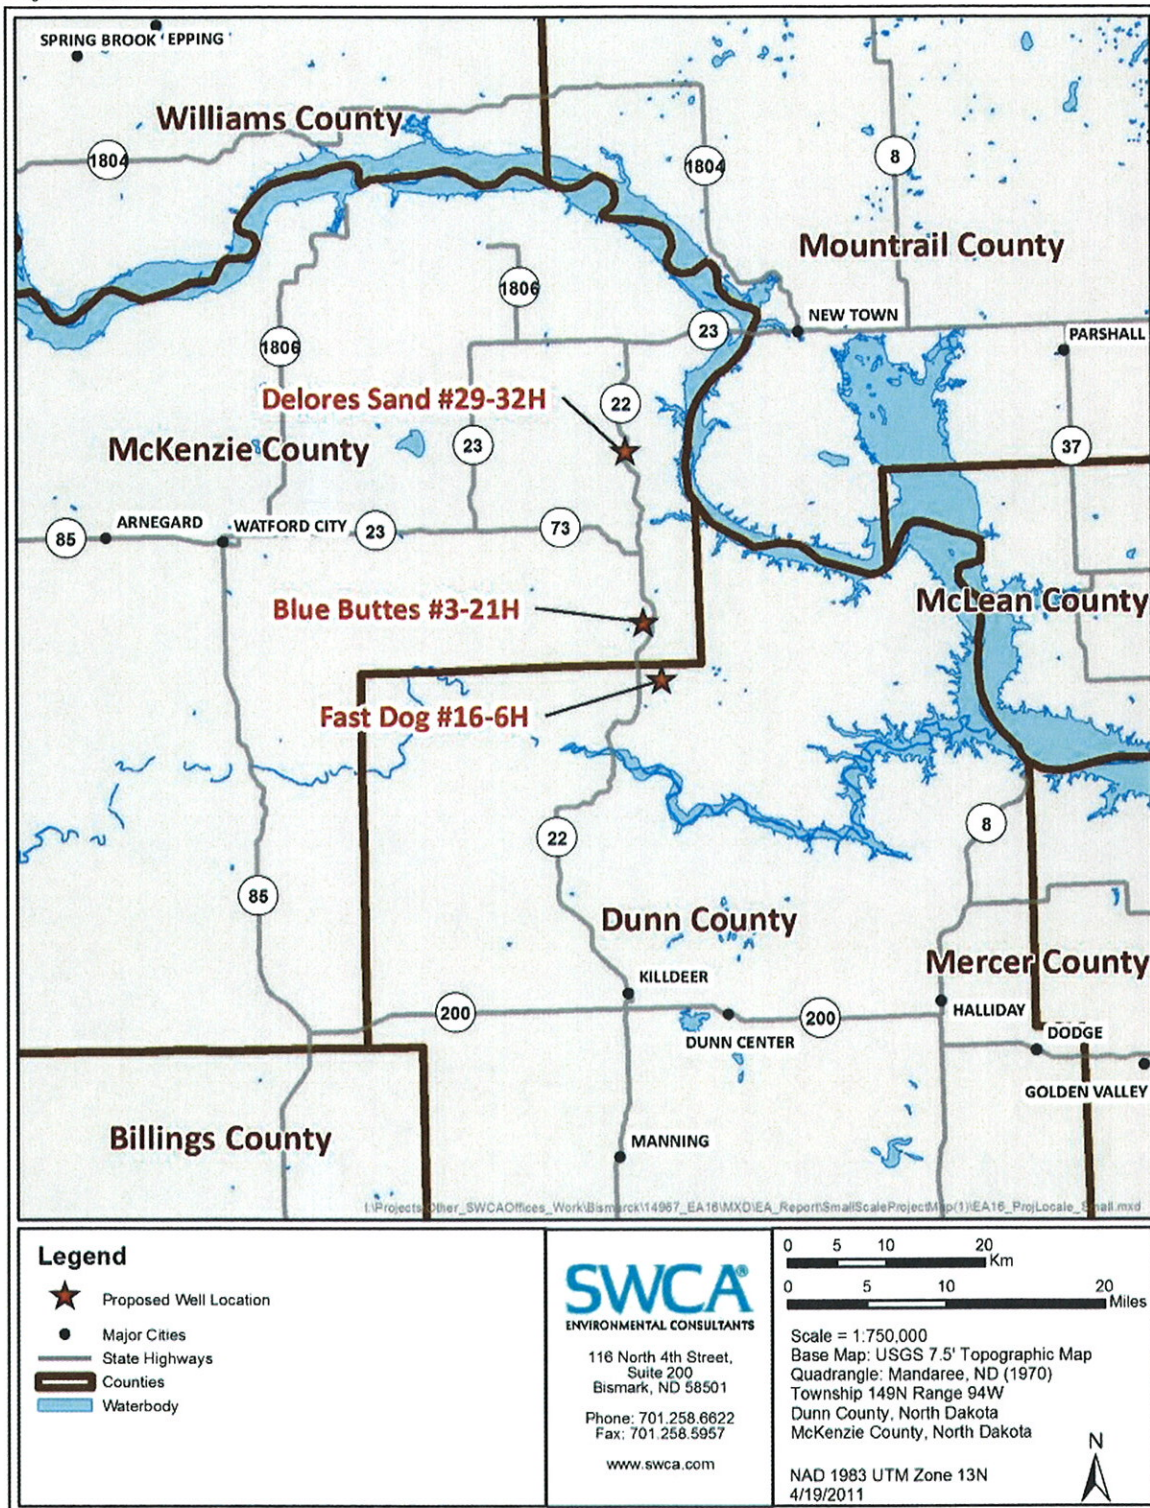 SPRING BROOK EPPING
Williams County
1804
1804
8
Mountrail County
1806
NEW TOWN
23
PARSHALL
1806
Delores Sand #29-32H
22
McKenzie County
23
37
ARNEGARD
WATFORD CITY
85
23
73
Blue Buttes #3-21H
McLean County
Fast Dog #16-6H
22
8
85
Dunn County
Mercer County
KILLDEER
HALLIDAY
200
200
DUNN CENTER
DODGE
GOLDEN VALLEY
Billings County
MANNING
Legend
Proposed Well Location
Major Cities
State Highways
Counties
Waterbody
SWCA®
ENVIRONMENTAL CONSULTANTS
116 North 4th Street,
Suite 200
Bismark, ND 58501
Phone: 701.258.6622
Fax: 701.258.5957
www.swca.com
0 5 10 20
Km
0 5 10 20
Miles
Scale = 1:750,000
Base Map: USGS 7.5' Topographic Map
Quadrangle: Mandaree, ND (1970)
Township 149N Range 94W
Dunn County, North Dakota
McKenzie County, North Dakota
N
NAD 1983 UTM Zone 13N
4/19/2011